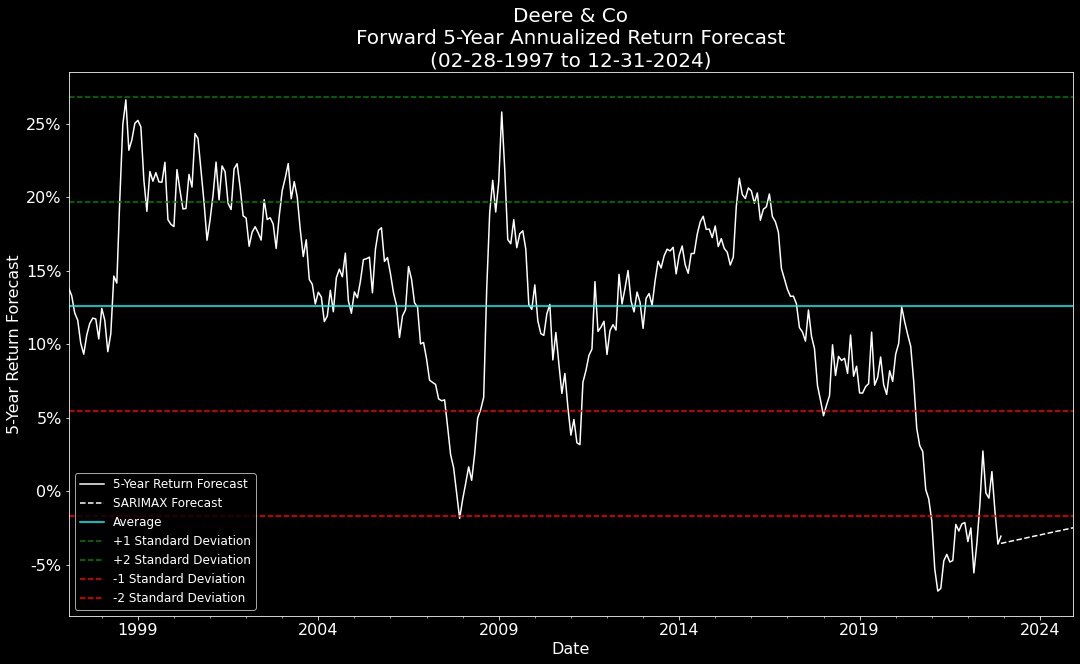 Deere & Co
Forward 5-Year Annualized Return Forecast
(02-28-1997 to 12-31-2024)
5-Year Return Forecast
25%
20%
15%
10%
5%
0%
-5%
5-Year Return Forecast
SARIMAX Forecast
Average
+1 Standard Deviation
+2 Standard Deviation
-1 Standard Deviation
-2 Standard Deviation
1999 2004 2009 2014 2019 2024
Date